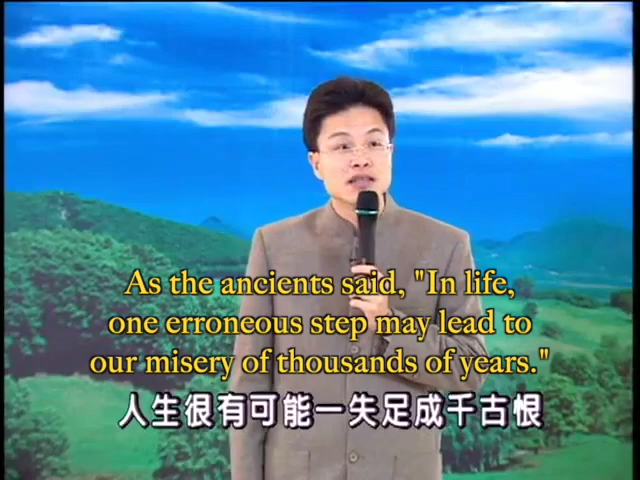 As the ancients said, "In life,
one erroneous step may lead to
our misery of thousands of years."
人生很有可能一失足成千古恨